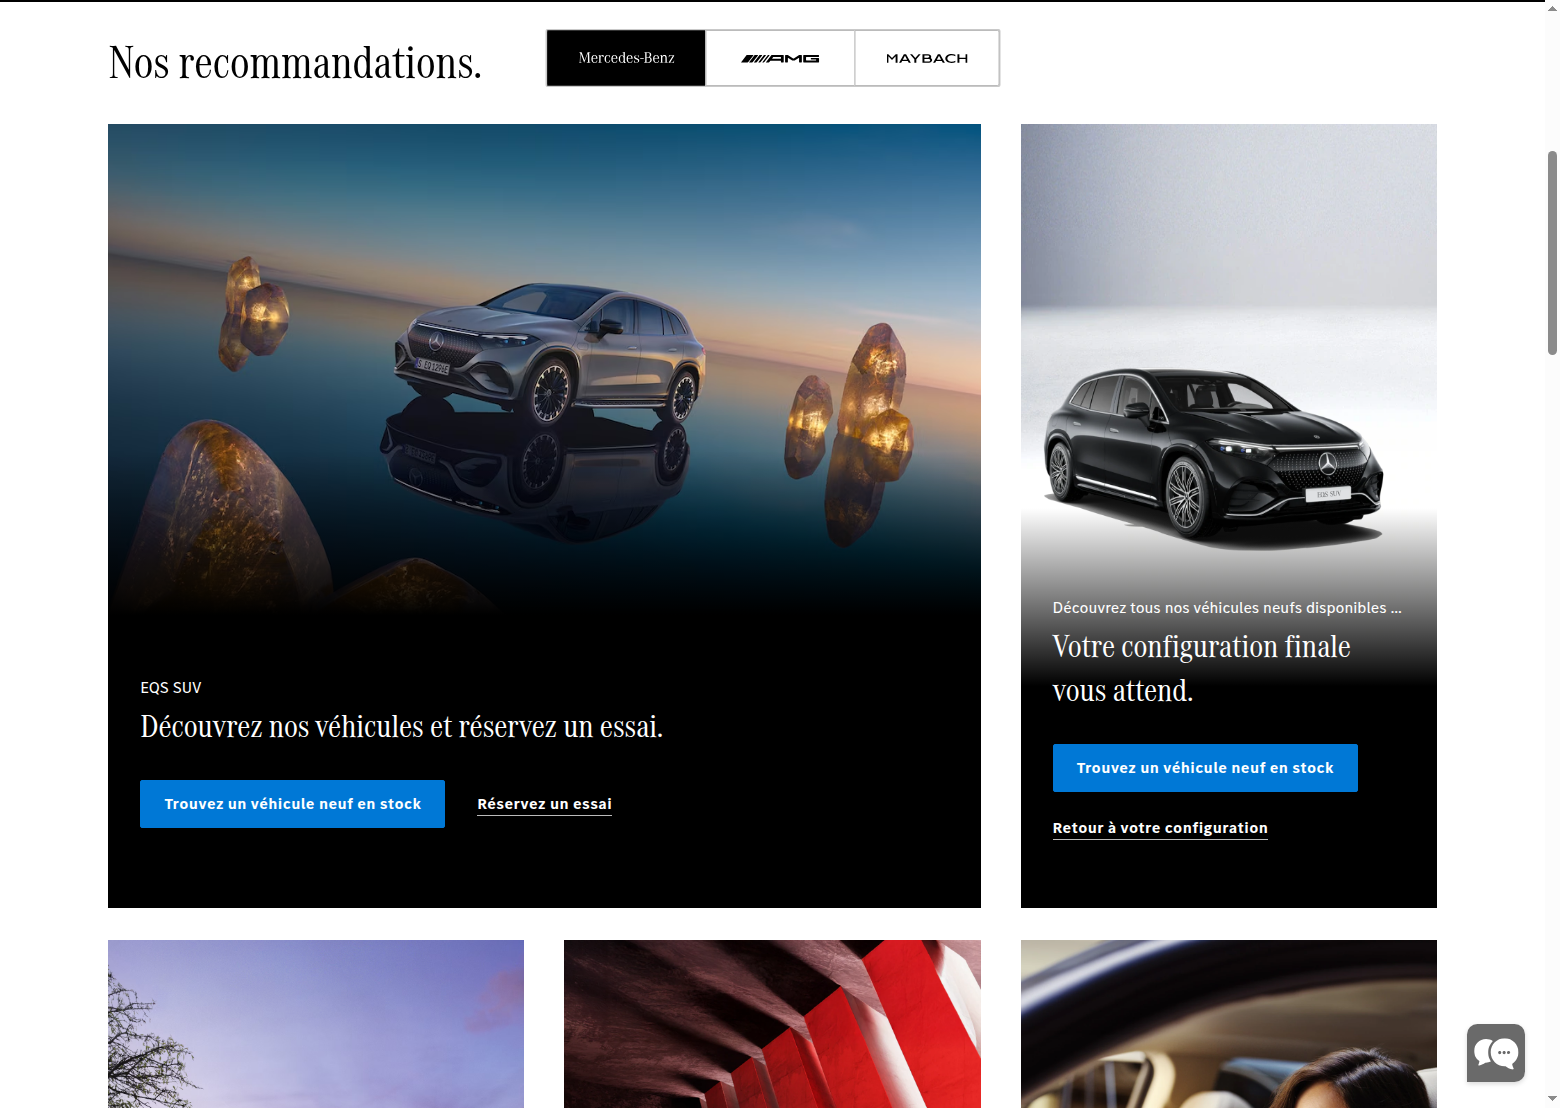 Nos recommandations.
Mercedes-Benz
AMG
MAYBACH
EQS SUV
EQS SUV
Découvrez nos véhicules et réservez un essai.
Trouvez un véhicule neuf en stock
Réservez un essai
Découvrez tous nos véhicules neufs disponibles ...
Votre configuration finale
vous attend.
Trouvez un véhicule neuf en stock
Retour à votre configuration